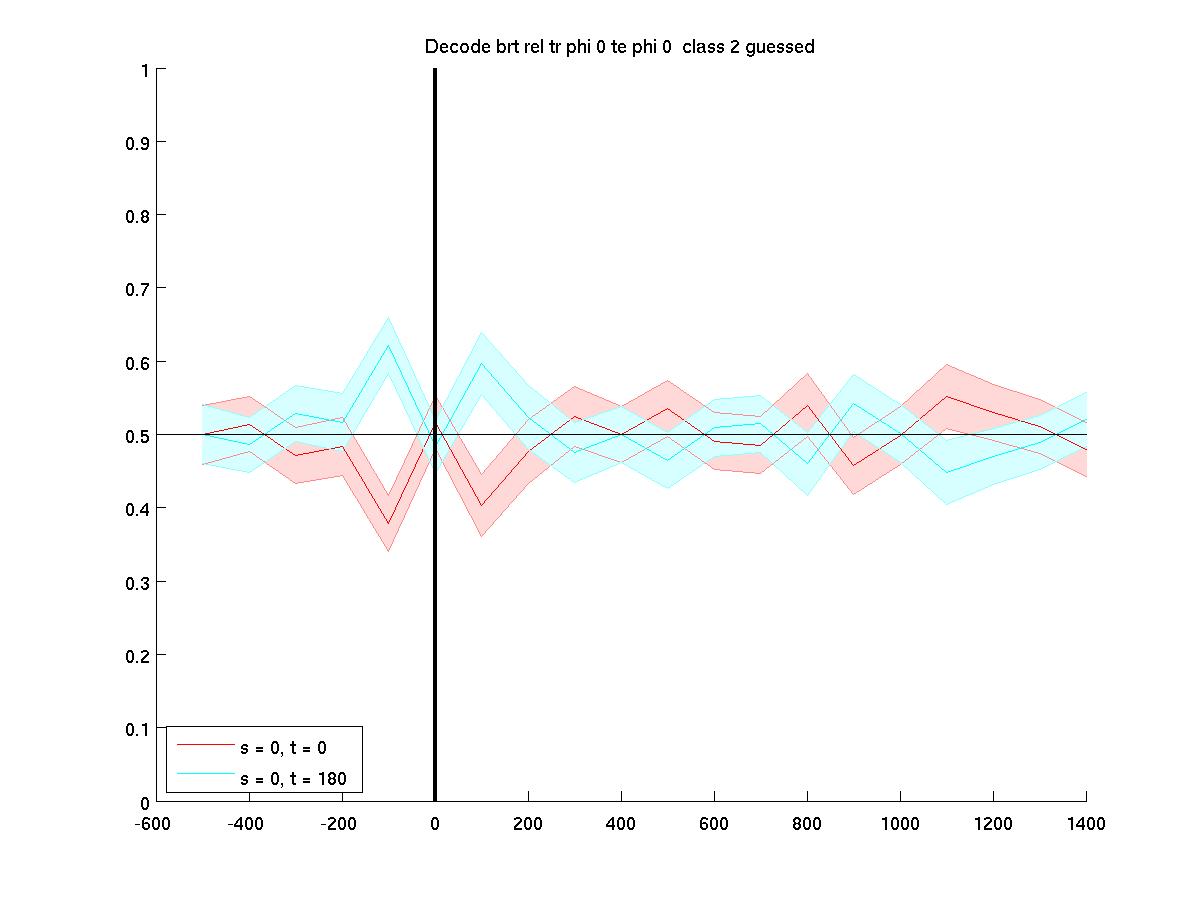 Decode brt rel tr phi 0 te phi 0  class 2 guessed
1
0.9
0.8
0.7
0.6
0.5
0.4
0.3
0.2
0.1
0
s = 0, t = 0
s = 0, t = 180
-600 -400 -200 0 200 400 600 800 1000 1200 1400